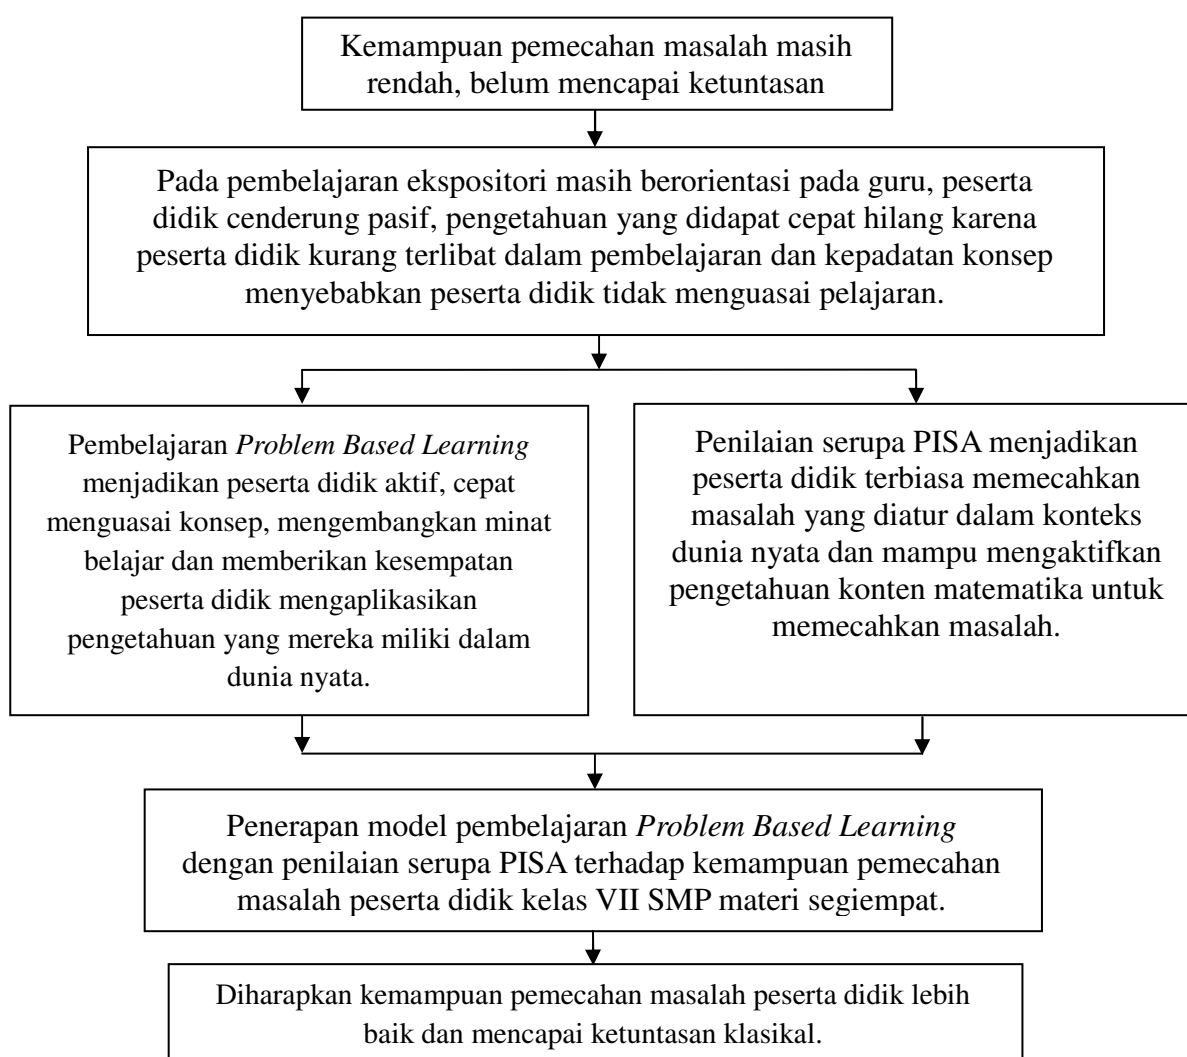 Kemampuan pemecahan masalah masih
rendah, belum mencapai ketuntasan
Pada pembelajaran ekspositori masih berorientasi pada guru, peserta
didik cenderung pasif, pengetahuan yang didapat cepat hilang karena
peserta didik kurang terlibat dalam pembelajaran dan kepadatan konsep
menyebabkan peserta didik tidak menguasai pelajaran.
Pembelajaran Problem Based Learning
menjadikan peserta didik aktif, cepat
menguasai konsep, mengembangkan minat
belajar dan memberikan kesempatan
peserta didik mengaplikasikan
pengetahuan yang mereka miliki dalam
dunia nyata.
Penilaian serupa PISA menjadikan
peserta didik terbiasa memecahkan
masalah yang diatur dalam konteks
dunia nyata dan mampu mengaktifkan
pengetahuan konten matematika untuk
memecahkan masalah.
Penerapan model pembelajaran Problem Based Learning
dengan penilaian serupa PISA terhadap kemampuan pemecahan
masalah peserta didik kelas VII SMP materi segiempat.
Diharapkan kemampuan pemecahan masalah peserta didik lebih
baik dan mencapai ketuntasan klasikal.